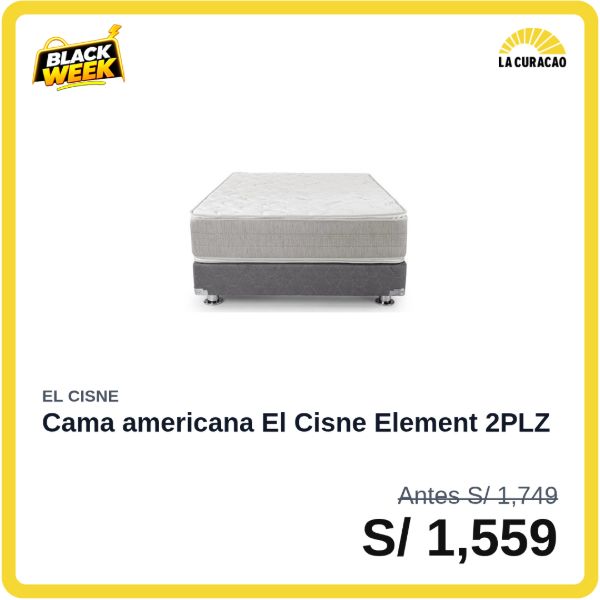 BLACK
WEEK
LA CURACAO
EL CISNE
Cama americana El Cisne Element 2PLZ
Antes S/ 1,749
S/ 1,559